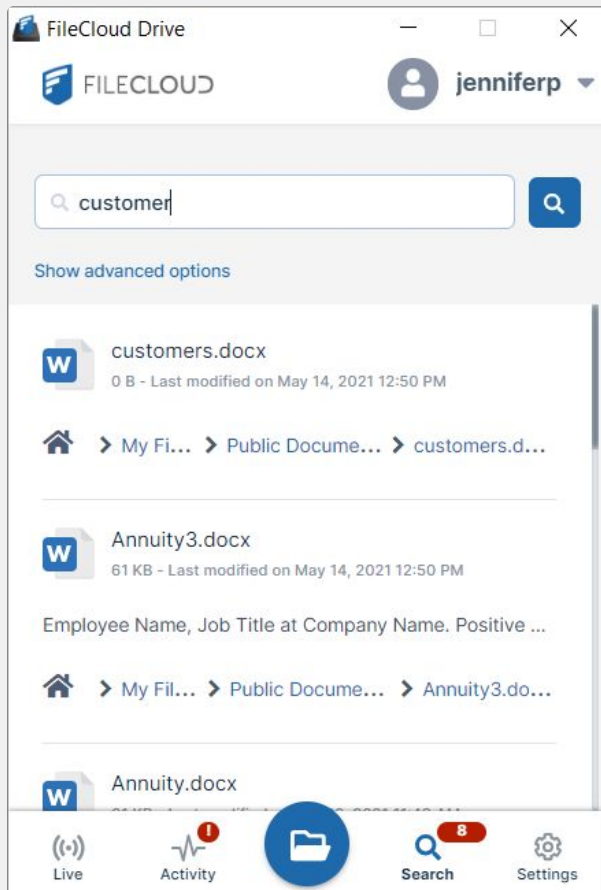 FileCloud Drive
FILECLOUD
jenniferp
customer
Show advanced options
customers.docx
0 B - Last modified on May 14, 2021 12:50 PM
My Fi... Public Docume... customers.d...
Annuity3.docx
61 KB - Last modified on May 14, 2021 12:50 PM
Employee Name, Job Title at Company Name. Positive ...
My Fil... Public Docume... Annuity3.do...
Annuity.docx
! 8
Live Activity Search Settings